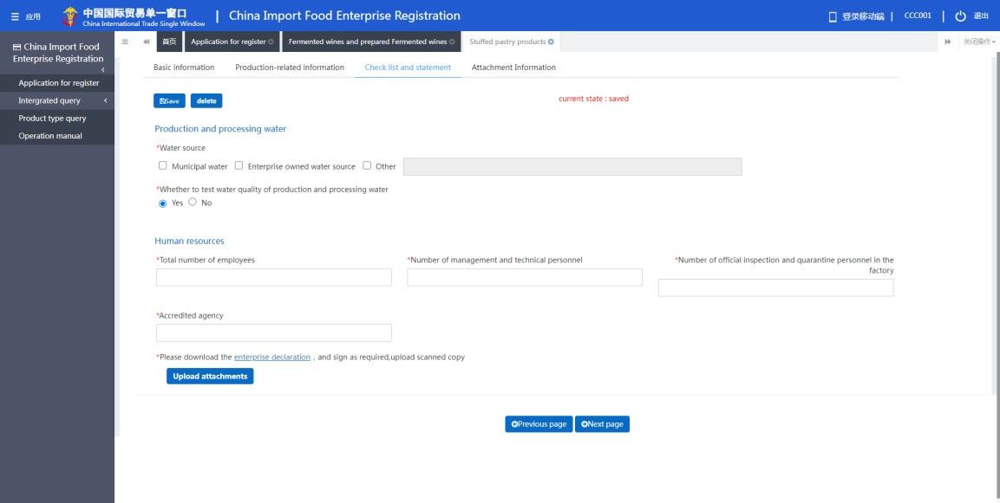 应用
中国国际贸易单一窗口
China International Trade Single Window
China Import Food Enterprise Registration
登录移动端 | CCC001 | 退出
China Import Food
Enterprise Registration
Application for register
Intergrated query
Product type query
Operation manual
首页
Application for register
Fermented wines and prepared Fermented wines
Stuffed pastry products
关闭操作
Basic information
Production-related information
Check list and statement
Attachment Information
Save
delete
current state : saved
Production and processing water
*Water source
Municipal water Enterprise owned water source Other
*Whether to test water quality of production and processing water
Yes No
Human resources
*Total number of employees
*Number of management and technical personnel
*Number of official inspection and quarantine personnel in the
factory
*Accredited agency
*Please download the enterprise declaration , and sign as required,upload scanned copy
Upload attachments
Previous page
Next page